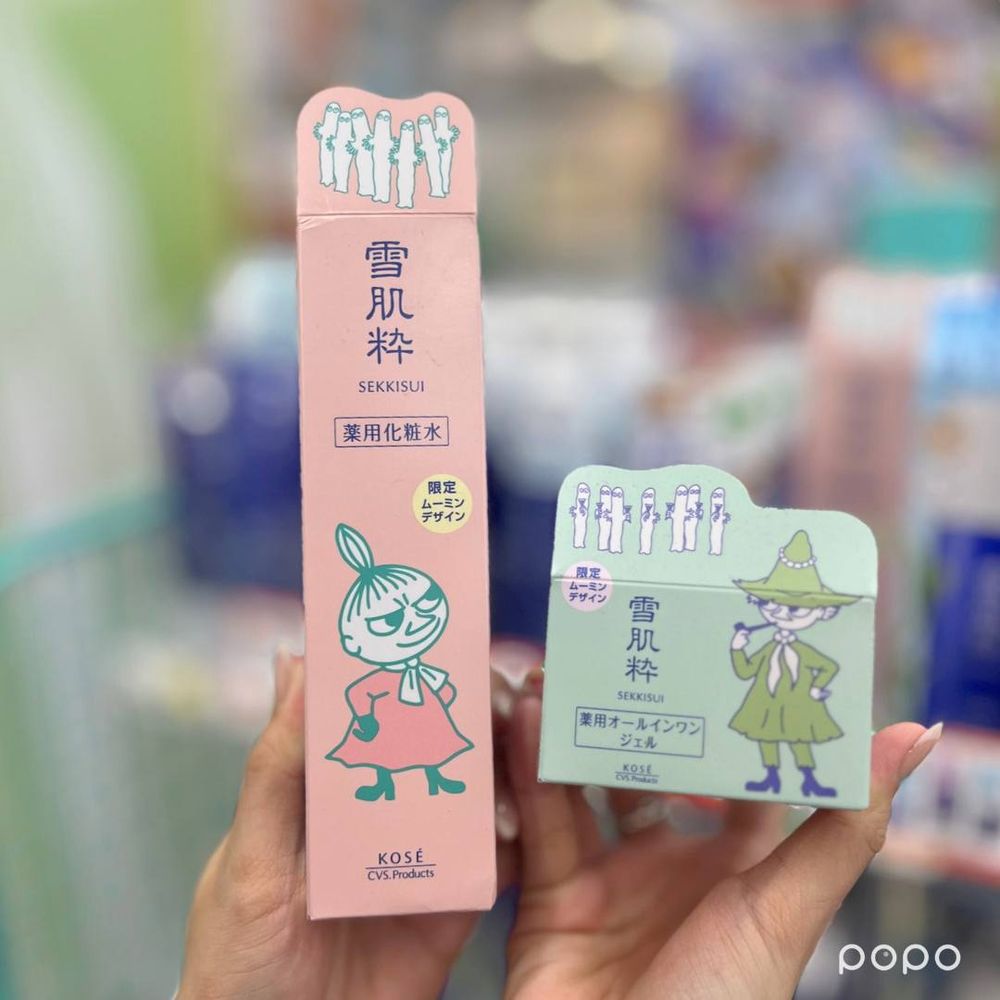 雪肌粋
SEKKISUI
薬用化粧水
限定
ムーミン
デザイン
KOSÉ
CVS.Products
限定
ムーミン
デザイン
雪肌粋
SEKKISUI
薬用オールインワン
ジェル
KOSÉ
CVS.Products
popo